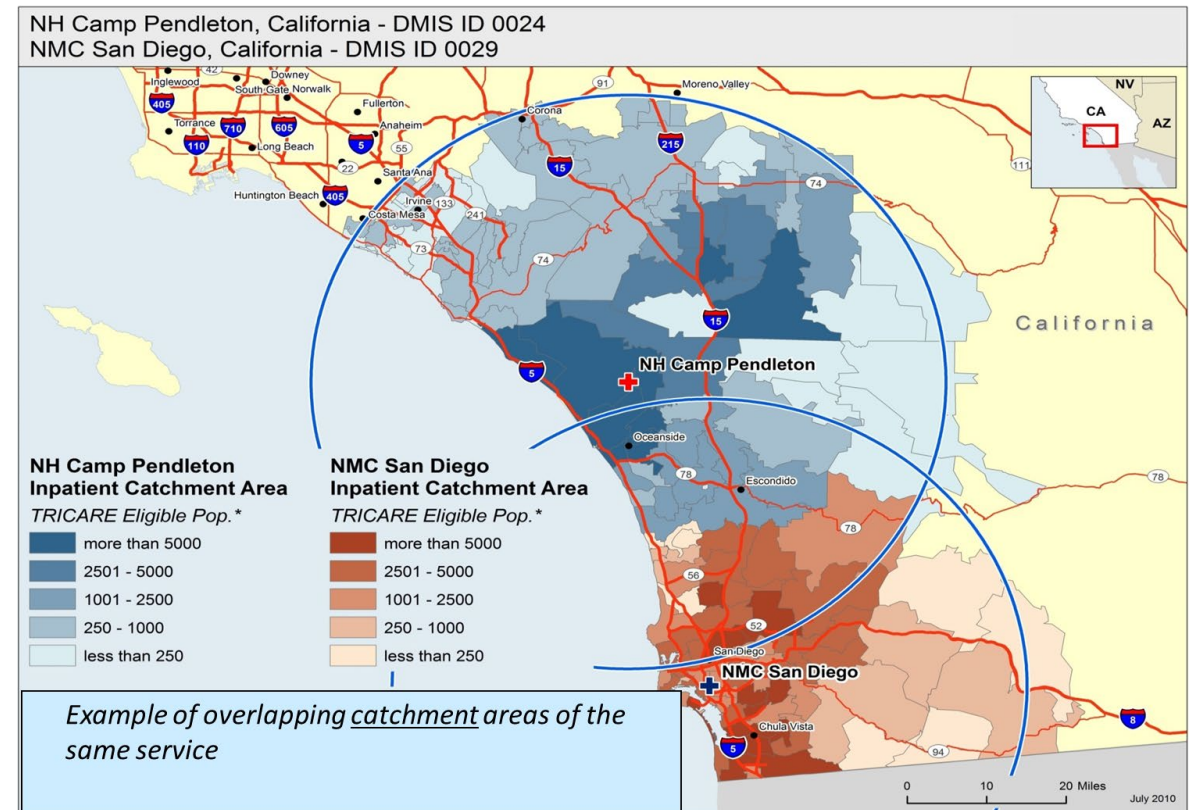 NH Camp Pendleton, California - DMIS ID 0024
NMC San Diego, California - DMIS ID 0029
42
Inglewood
Downey
South Gate
Norwalk
91
Moreno Valley
NV
CA
AZ
405
Fullerton
Corona
Torrance
710
605
Anaheim
215
110
Long Beach
5
55
15
22
Santa Ana
111
74
Huntington Beach
405
Irvine
133
Costa Mesa
241
73
74
15
California
5
NH Camp Pendleton
Oceanside
78
Escondido
78
78
NH Camp Pendleton
Inpatient Catchment Area
TRICARE Eligible Pop.*
more than 5000
2501 - 5000
1001 - 2500
250 - 1000
less than 250
NMC San Diego
Inpatient Catchment Area
TRICARE Eligible Pop.*
more than 5000
2501 - 5000
1001 - 2500
250 - 1000
less than 250
56
52
San Diego
NMC San Diego
Chula Vista
5
94
8
Example of overlapping catchment areas of the
same service
0 10 20 Miles
July 2010